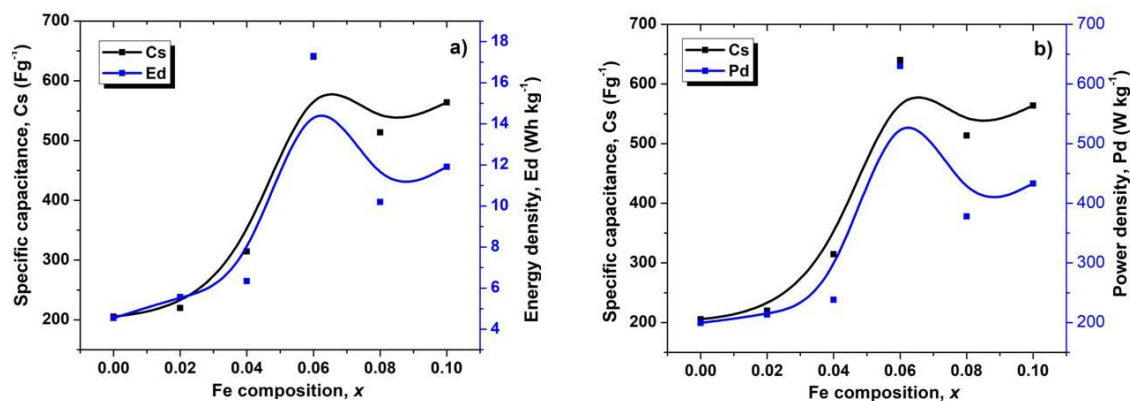 700
600
500
400
300
200
Specific capacitance, Cs (Fg⁻¹)
Cs
Ed
a)
18
16
14
12
10
8
6
4
Energy density, Ed (Wh kg⁻¹)
0.00 0.02 0.04 0.06 0.08 0.10
Fe composition, x
700
600
500
400
300
200
Specific capacitance, Cs (Fg⁻¹)
Cs
Pd
b)
700
600
500
400
300
200
Power density, Pd (W kg⁻¹)
0.00 0.02 0.04 0.06 0.08 0.10
Fe composition, x